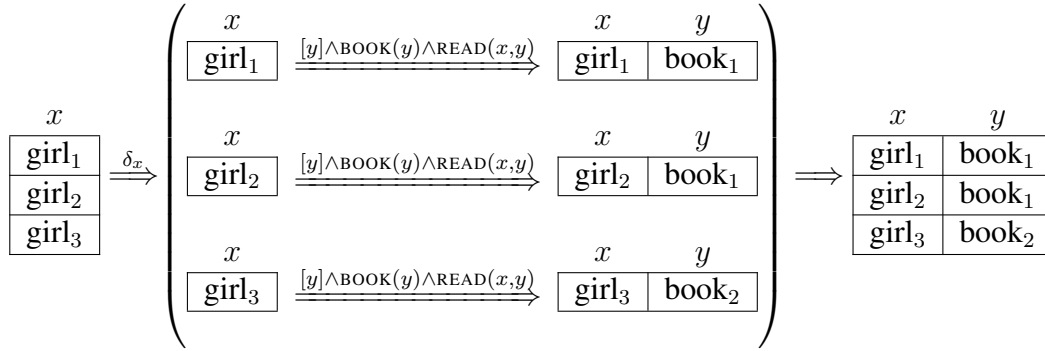 x y
girl₁ [y]∧BOOK(y)∧READ(x,y) girl₁ book₁
x x y x y
girl₁ girl₁ book₁
girl₂ δₓ girl₂ [y]∧BOOK(y)∧READ(x,y) girl₂ book₁ girl₂ book₁
girl₃ girl₃ book₂
x x y
girl₃ [y]∧BOOK(y)∧READ(x,y) girl₃ book₂